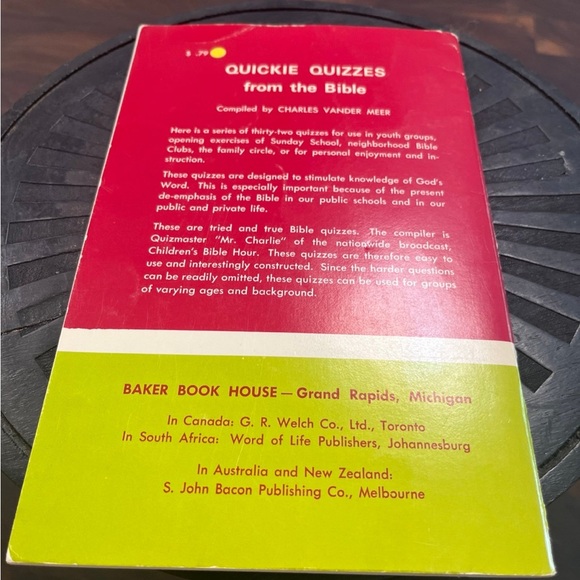 $ .79
QUICKIE QUIZZES
from the Bible
Compiled by CHARLES VANDER MEER
Here is a series of thirty-two quizzes for use in youth groups,
opening exercises of Sunday School, neighborhood Bible
Clubs, the family circle, or for personal enjoyment and in-
struction.
These quizzes are designed to stimulate knowledge of God's
Word. This is especially important because of the present
de-emphasis of the Bible in our public schools and in our
public and private life.
These are tried and true Bible quizzes. The compiler is
Quizmaster "Mr. Charlie" of the nationwide broadcast,
Children's Bible Hour. These quizzes are therefore easy to
use and interestingly constructed. Since the harder questions
can be readily omitted, these quizzes can be used for groups
of varying ages and background.
BAKER BOOK HOUSE — Grand Rapids, Michigan
In Canada: G. R. Welch Co., Ltd., Toronto
In South Africa: Word of Life Publishers, Johannesburg
In Australia and New Zealand:
S. John Bacon Publishing Co., Melbourne